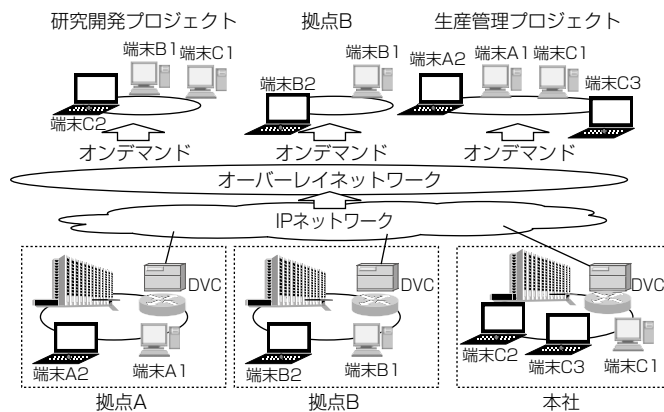 研究開発プロジェクト 拠点B 生産管理プロジェクト
端末B1 端末C1 端末B1 端末A2 端末A1 端末C1
端末B2 端末C3
端末C2
オンデマンド オンデマンド オンデマンド
オーバーレイネットワーク
IPネットワーク
DVC DVC DVC
端末C2 端末C3 端末C1
端末A2 端末A1 端末B2 端末B1
拠点A 拠点B 本社